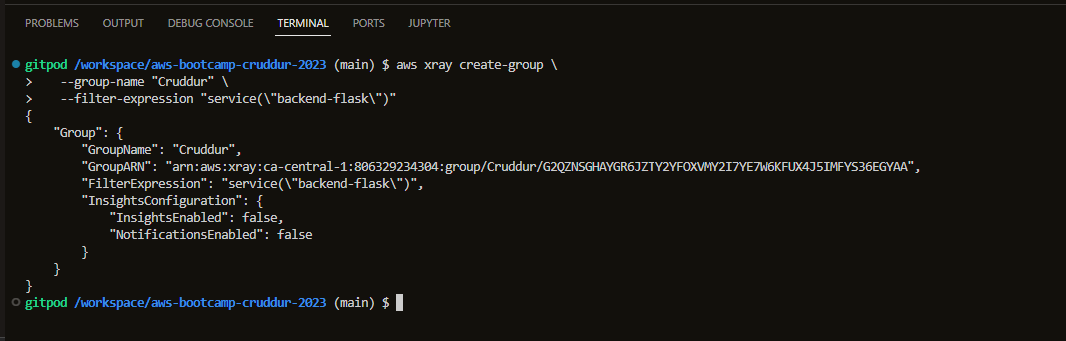 PROBLEMS OUTPUT DEBUG CONSOLE TERMINAL PORTS JUPYTER
gitpod /workspace/aws-bootcamp-cruddur-2023 (main) $ aws xray create-group \
>    --group-name "Cruddur" \
>    --filter-expression "service(\"backend-flask\")"
{
    "Group": {
        "GroupName": "Cruddur",
        "GroupARN": "arn:aws:xray:ca-central-1:806329234304:group/Cruddur/G2QZNSGHAYGR6JZTY2YFOXVMY2I7YE7W6KFUX4J5IMFYS36EGYAA",
        "FilterExpression": "service(\"backend-flask\")",
        "InsightsConfiguration": {
            "InsightsEnabled": false,
            "NotificationsEnabled": false
        }
    }
}
gitpod /workspace/aws-bootcamp-cruddur-2023 (main) $